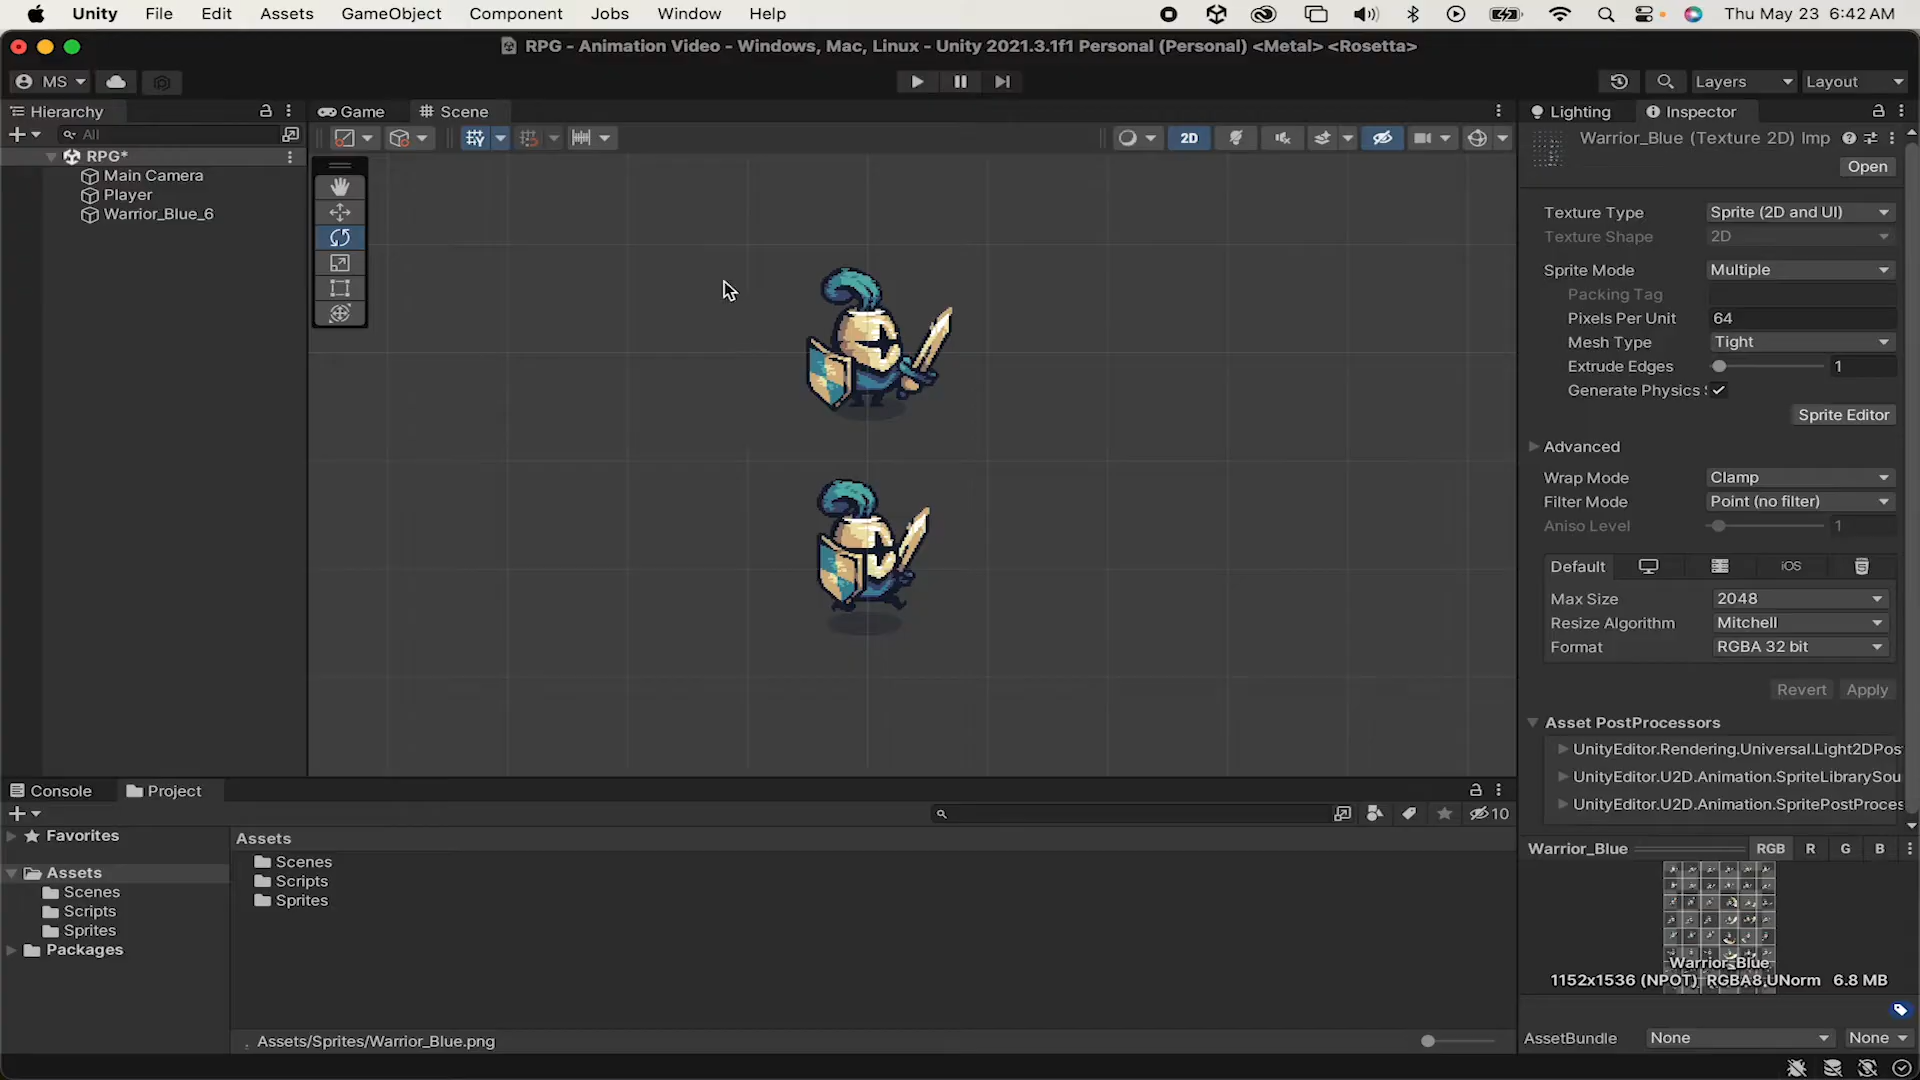 Unity File Edit Assets GameObject Component Jobs Window Help Thu May 23 6:42 AM
RPG - Animation Video - Windows, Mac, Linux - Unity 2021.3.1f1 Personal (Personal) <Metal> <Rosetta>
MS Layers Layout
Hierarchy Game Scene Lighting Inspector
All 2D Warrior_Blue (Texture 2D) Imp
RPG*
Open
Main Camera
Player
Warrior_Blue_6
Texture Type Sprite (2D and UI)
Texture Shape 2D
Sprite Mode Multiple
Packing Tag
Pixels Per Unit 64
Mesh Type Tight
Extrude Edges 1
Generate Physics
Sprite Editor
Advanced
Wrap Mode Clamp
Filter Mode Point (no filter)
Aniso Level 1
Default iOS
Max Size 2048
Resize Algorithm Mitchell
Format RGBA 32 bit
Revert Apply
Asset PostProcessors
UnityEditor.Rendering.Universal.Light2DPos
UnityEditor.U2D.Animation.SpriteLibrarySou
UnityEditor.U2D.Animation.SpritePostProces
Console Project
10
Favorites
Assets
Scenes
Scripts
Sprites
Packages
Assets
Scenes
Scripts
Sprites
Assets/Sprites/Warrior_Blue.png
Warrior_Blue RGB R G B
Warrior_Blue
1152x1536 (NPOT) RGBA8 UNorm 6.8 MB
AssetBundle None None